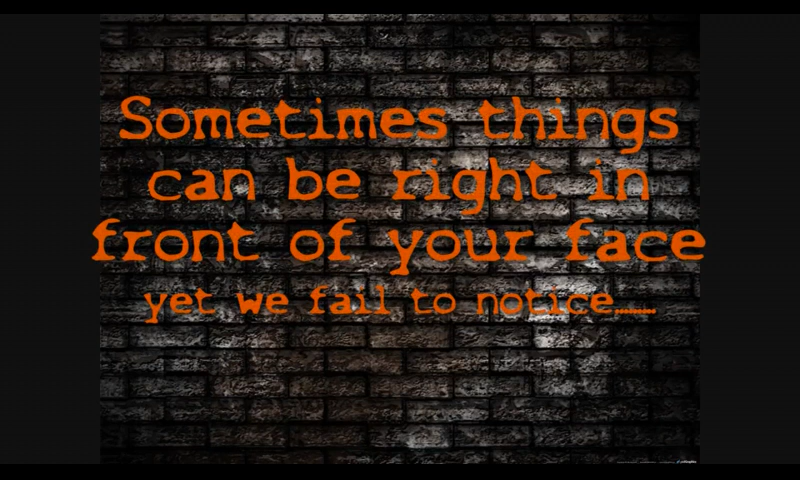 Sometimes things
can be right in
front of your face
yet we fail to notice.........